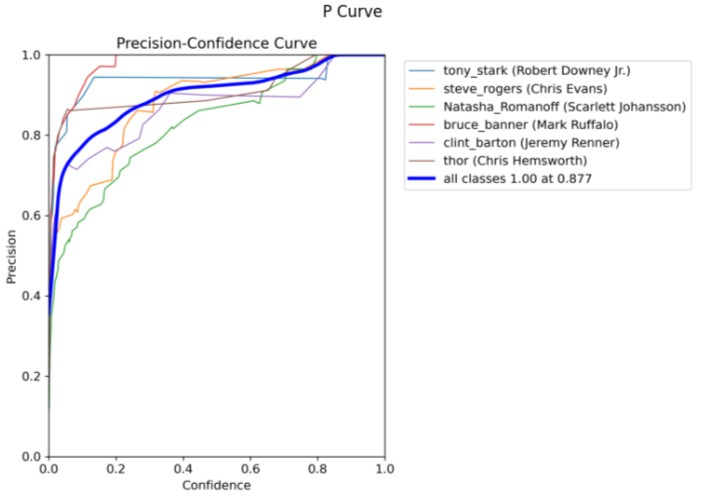 P Curve
Precision-Confidence Curve
1.0
0.8
0.6
0.4
0.2
0.0
Precision
0.0 0.2 0.4 0.6 0.8 1.0
Confidence
tony_stark (Robert Downey Jr.)
steve_rogers (Chris Evans)
Natasha_Romanoff (Scarlett Johansson)
bruce_banner (Mark Ruffalo)
clint_barton (Jeremy Renner)
thor (Chris Hemsworth)
all classes 1.00 at 0.877